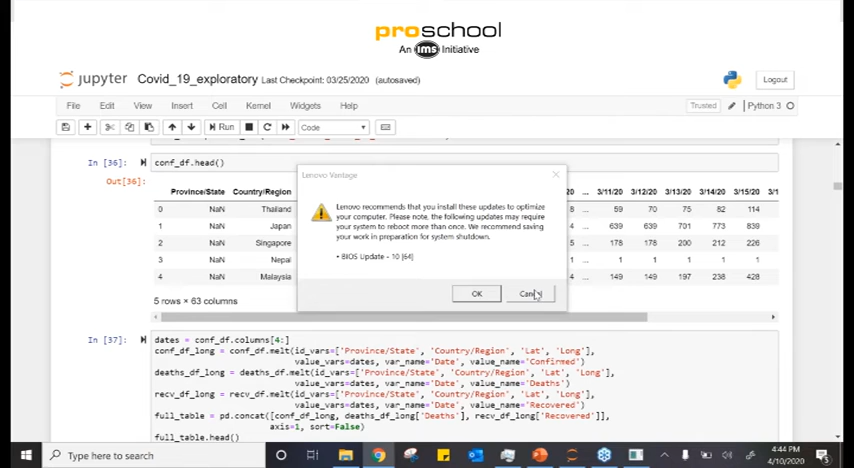 proschool
An ims Initiative
jupyter Covid_19_exploratory Last Checkpoint: 03/25/2020 (autosaved)
Logout
File Edit View Insert Cell Kernel Widgets Help
Trusted Python 3
Run Code
In [36]: conf_df.head()
Out[36]:
Province/State Country/Region ... 3/11/20 3/12/20 3/13/20 3/14/20 3/15/20 3/1
0 NaN Thailand 8 ... 59 70 75 82 114
1 NaN Japan ... 639 639 701 773 839
2 NaN Singapore ... 178 178 200 212 226
3 NaN Nepal ... 1 1 1 1 1
4 NaN Malaysia ... 149 149 197 238 428
5 rows × 63 columns
Lenovo Vantage
Lenovo recommends that you install these updates to optimize
your computer. Please note, the following updates may require
your system to reboot more than once. We recommend saving
your work in preparation for system shutdown.
• BIOS Update - 10 [64]
OK Cancel
In [37]: dates = conf_df.columns[4:]
conf_df_long = conf_df.melt(id_vars=['Province/State', 'Country/Region', 'Lat', 'Long'],
value_vars=dates, var_name='Date', value_name='Confirmed')
deaths_df_long = deaths_df.melt(id_vars=['Province/State', 'Country/Region', 'Lat', 'Long'],
value_vars=dates, var_name='Date', value_name='Deaths')
recv_df_long = recv_df.melt(id_vars=['Province/State', 'Country/Region', 'Lat', 'Long'],
value_vars=dates, var_name='Date', value_name='Recovered')
full_table = pd.concat([conf_df_long, deaths_df_long['Deaths'], recv_df_long['Recovered']],
axis=1, sort=False)
full_table.head()
Type here to search
4:44 PM
4/10/2020